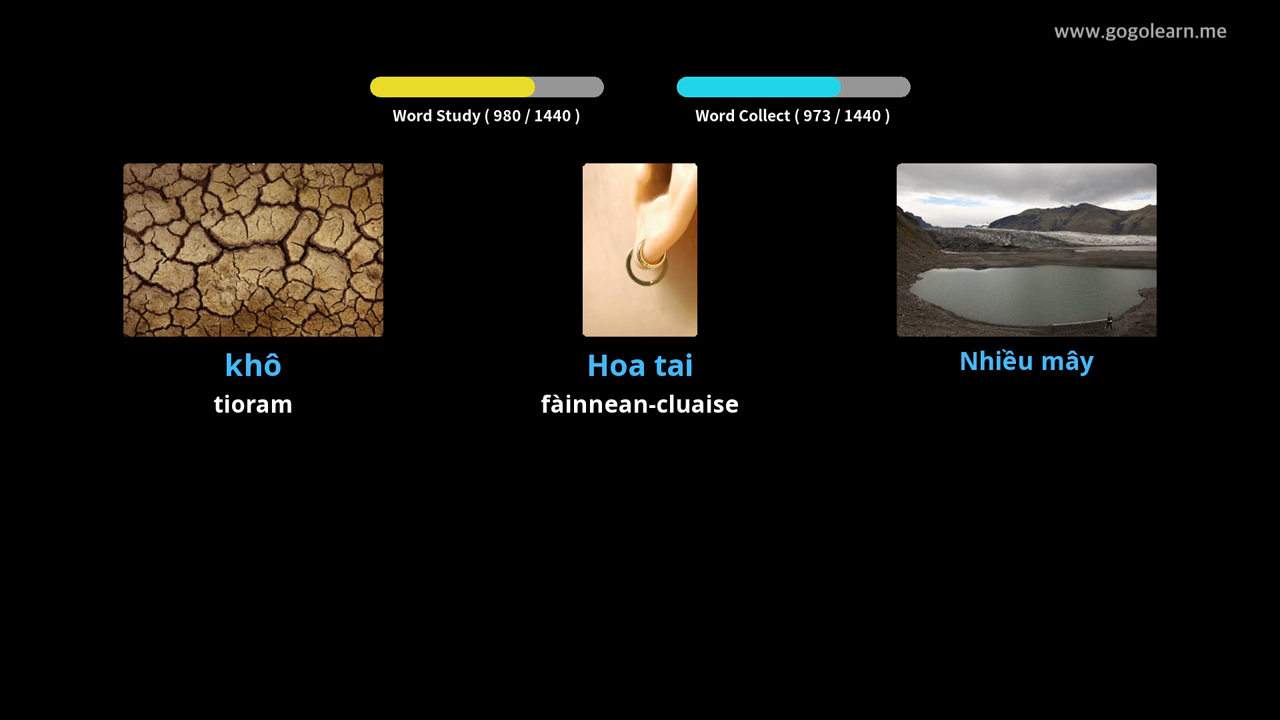 www.gogolearn.me
Word Study ( 980 / 1440 )
Word Collect ( 973 / 1440 )
khô
tioram
Hoa tai
fàinnean-cluaise
Nhiều mây